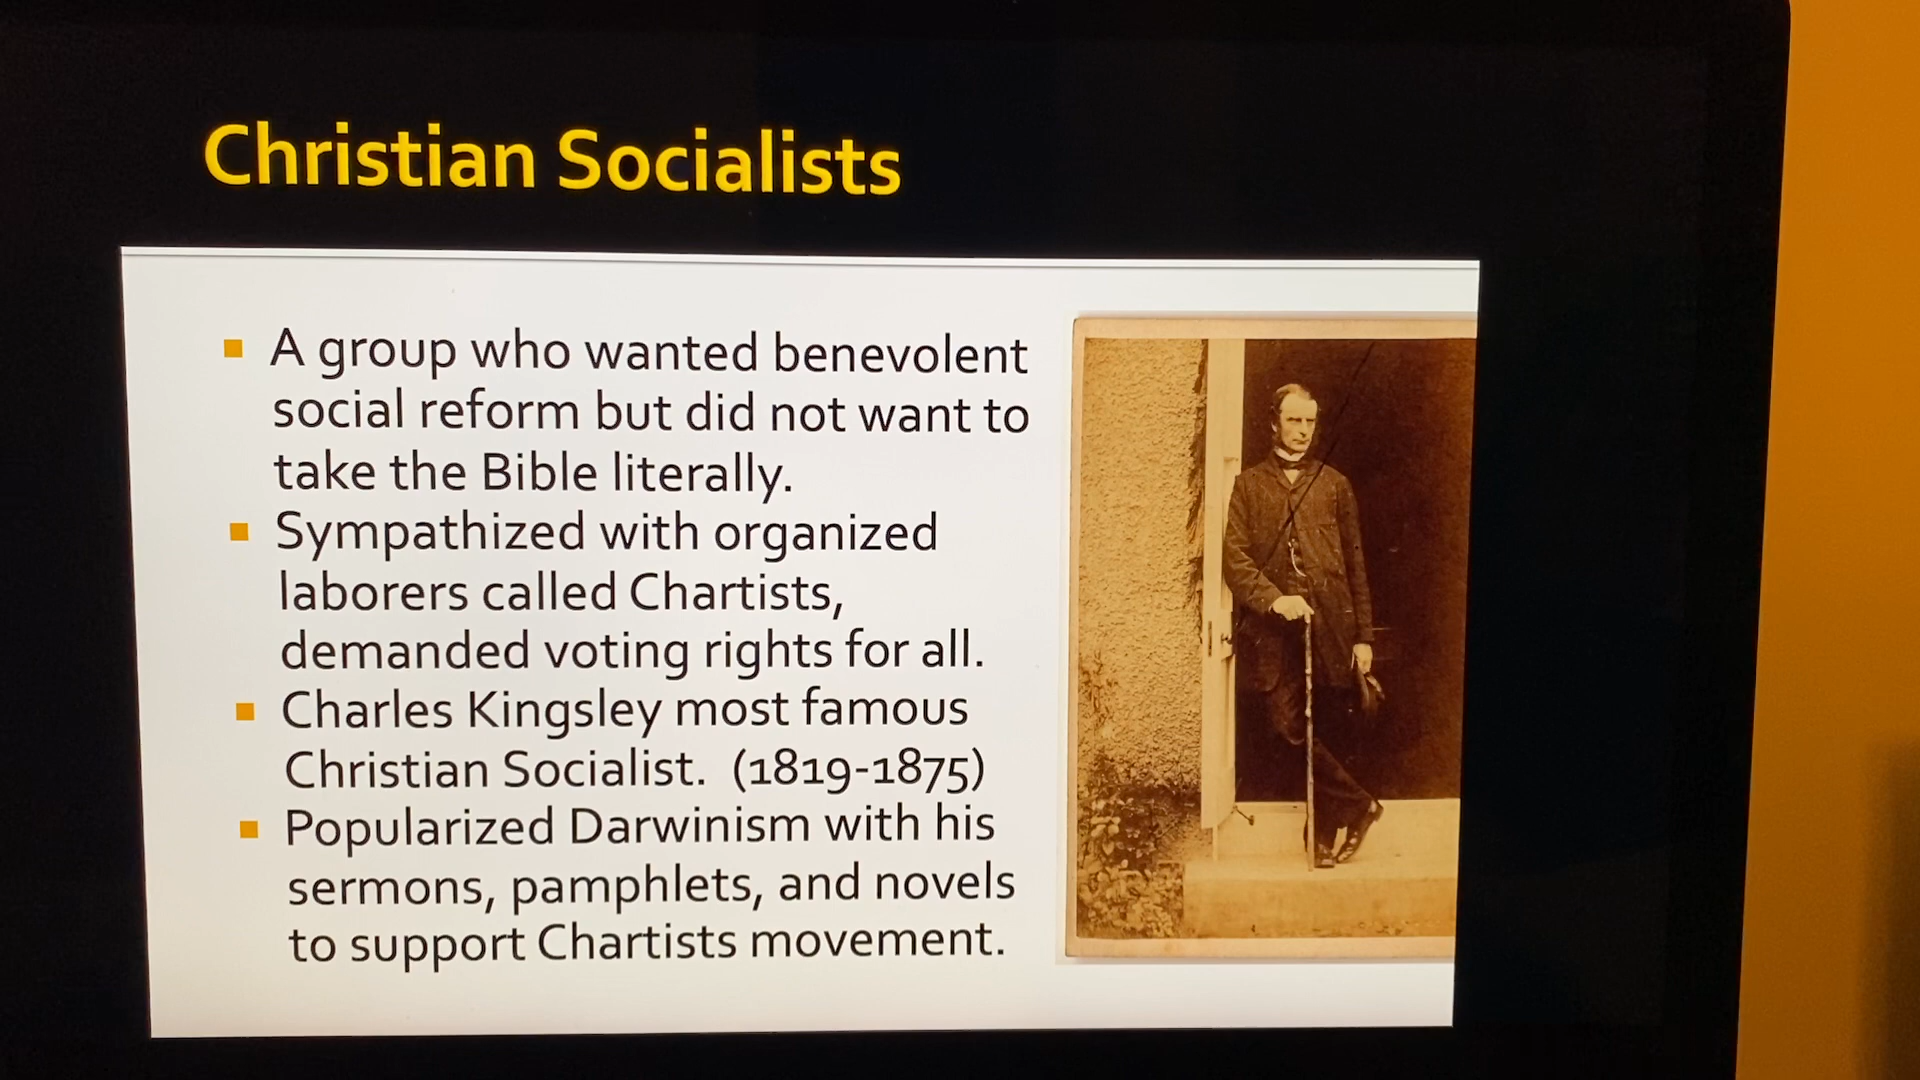 Christian Socialists
A group who wanted benevolent
social reform but did not want to
take the Bible literally.
Sympathized with organized
laborers called Chartists,
demanded voting rights for all.
Charles Kingsley most famous
Christian Socialist.  (1819-1875)
Popularized Darwinism with his
sermons, pamphlets, and novels
to support Chartists movement.